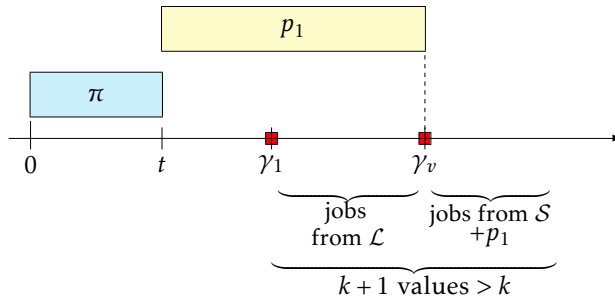 p₁
π
0 t γ₁ γᵥ
jobs
from ℒ
jobs from 𝒮
+p₁
k + 1 values > k